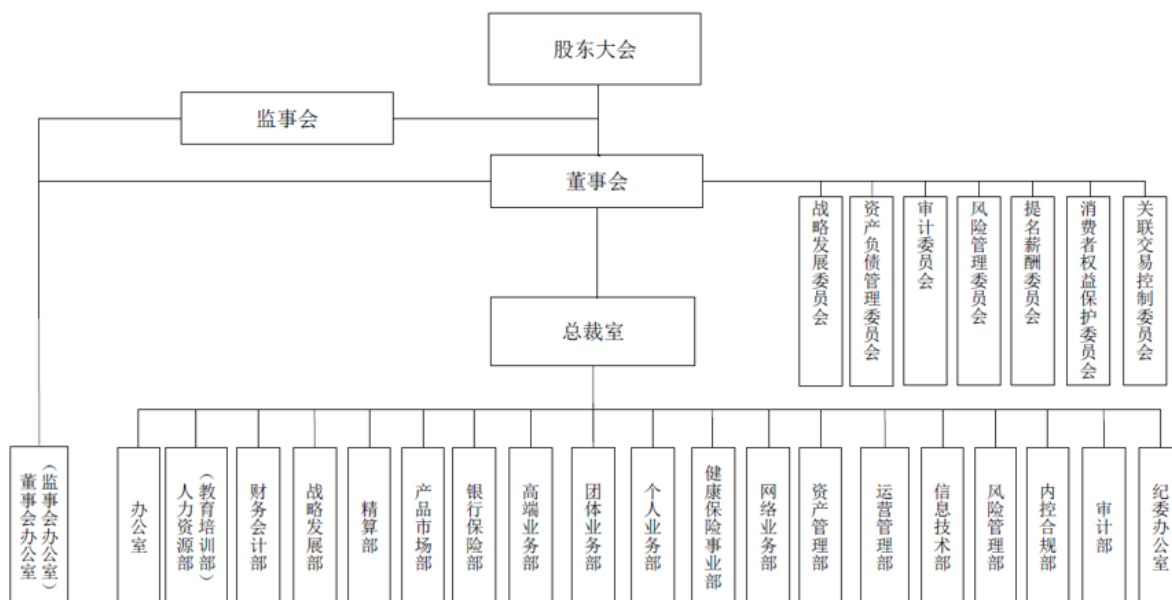 股东大会
监事会
董事会
战略发展委员会
资产负债管理委员会
审计委员会
风险管理委员会
提名薪酬委员会
消费者权益保护委员会
关联交易控制委员会
总裁室
董事会办公室
（监事会办公室）
办公室
人力资源部
（教育培训部）
财务会计部
战略发展部
精算部
产品市场部
银行保险部
高端业务部
团体业务部
个人业务部
健康保险事业部
网络业务部
资产管理部
运营管理部
信息技术部
风险管理部
内控合规部
审计部
纪委办公室